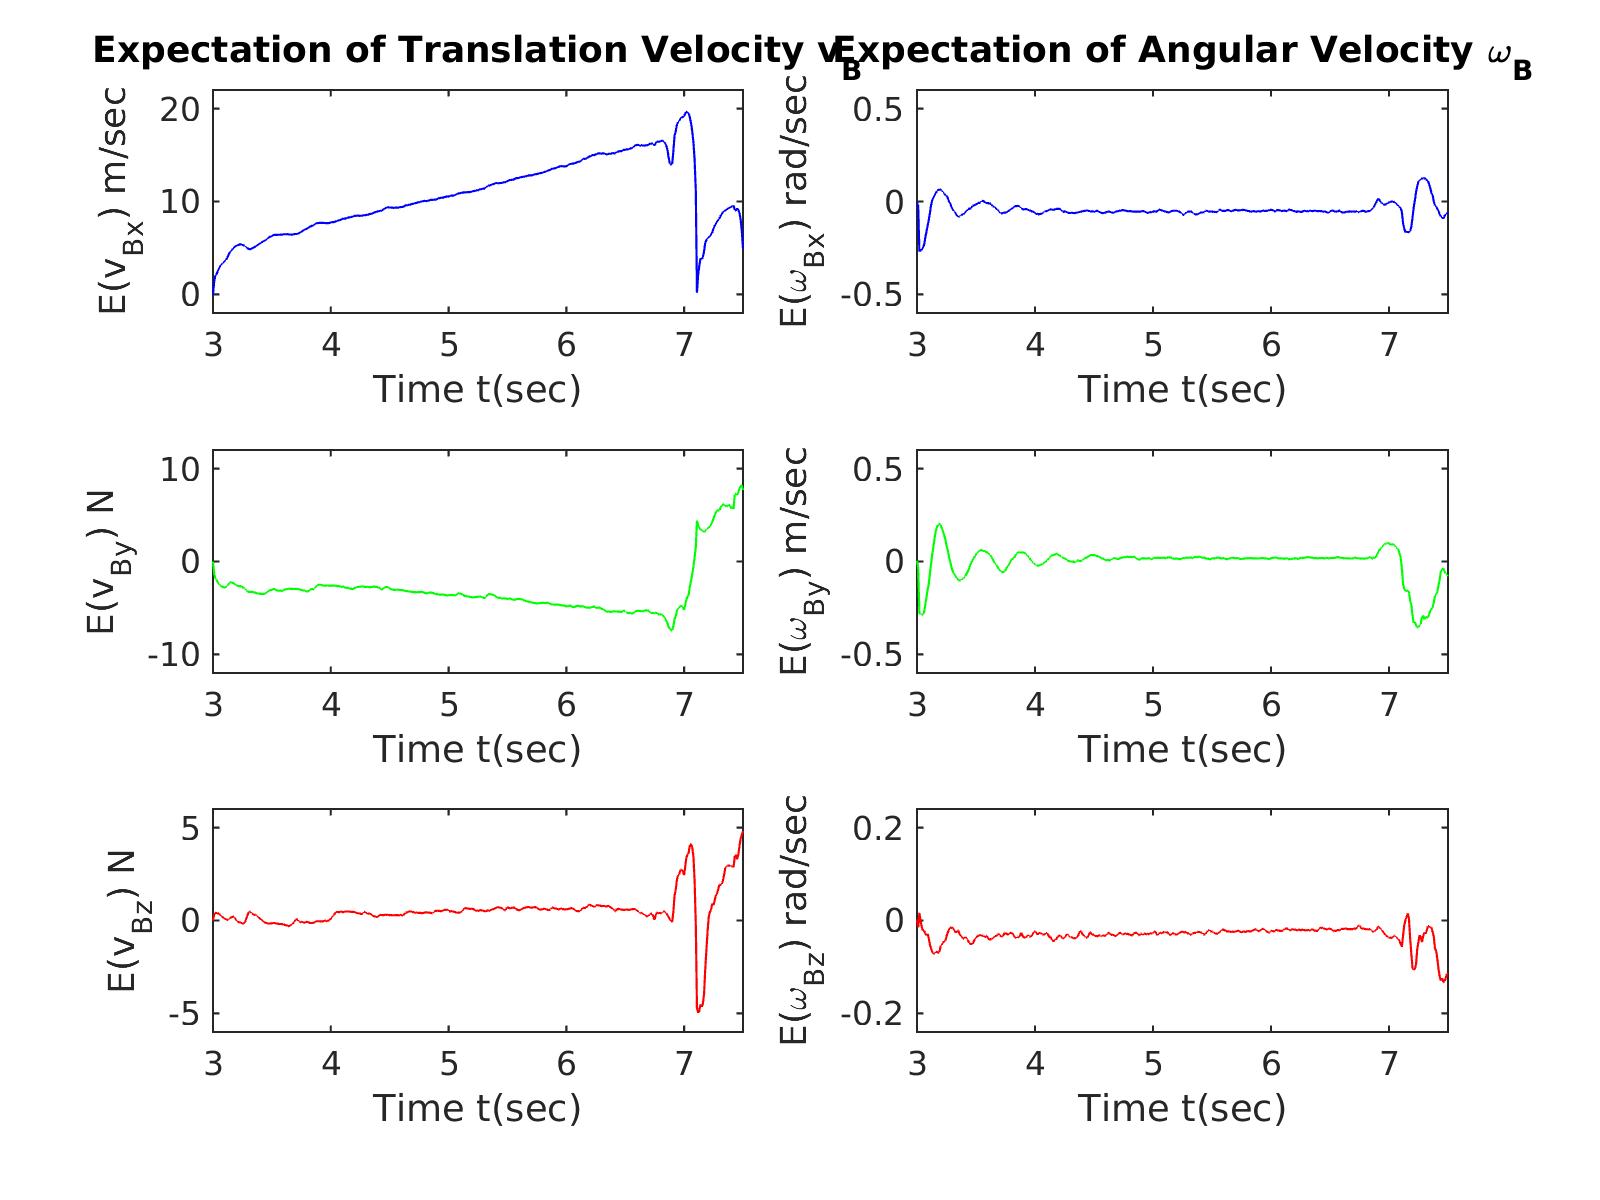 Expectation of Translation Velocity vB
Expectation of Angular Velocity ωB
E(vBx) m/sec
20
10
0
3 4 5 6 7
Time t(sec)
E(ωBx) rad/sec
0.5
0
-0.5
3 4 5 6 7
Time t(sec)
E(vBy) N
10
0
-10
3 4 5 6 7
Time t(sec)
E(ωBy) m/sec
0.5
0
-0.5
3 4 5 6 7
Time t(sec)
E(vBz) N
5
0
-5
3 4 5 6 7
Time t(sec)
E(ωBz) rad/sec
0.2
0
-0.2
3 4 5 6 7
Time t(sec)